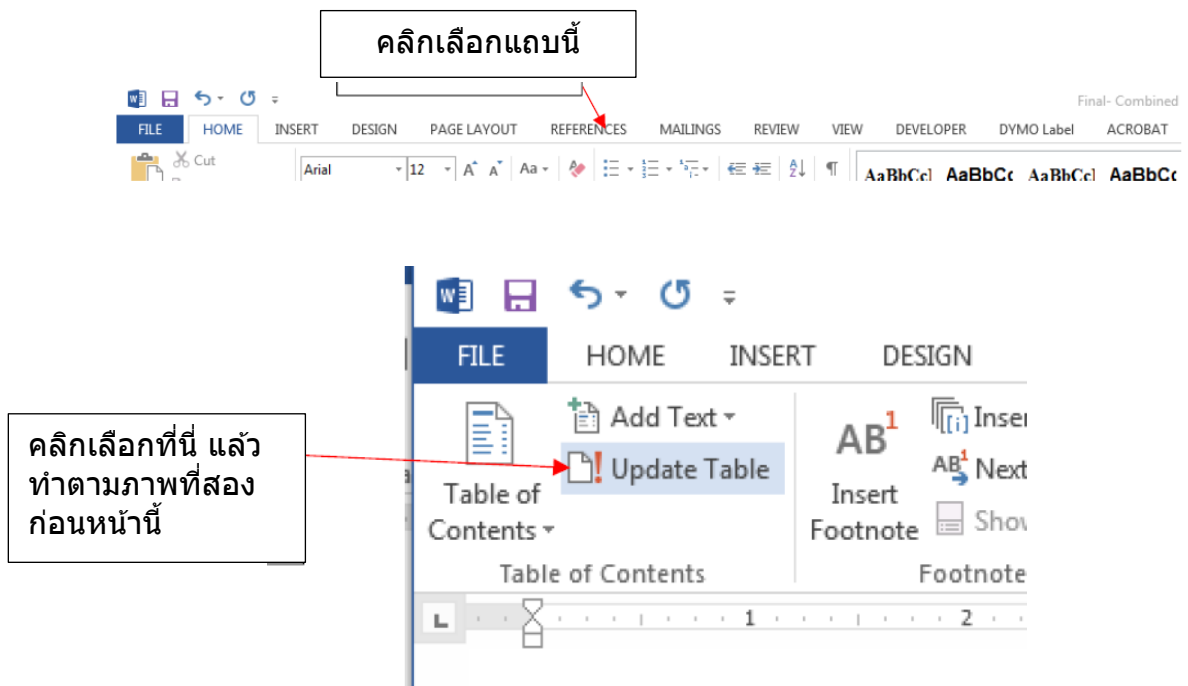 คลิกเลือกแถบนี้
Final- Combined
FILE HOME INSERT DESIGN PAGE LAYOUT REFERENCES MAILINGS REVIEW VIEW DEVELOPER DYMO Label ACROBAT
Cut
Arial 12 Aa AaBbCcl AaBbCc AaBbCcl AaBbCc
FILE HOME INSERT DESIGN
Add Text
Update Table
Table of
Contents
Table of Contents
AB1
Insert
Footnote
Inser
AB1 Next
Show
Footnote
1 2
คลิกเลือกที่นี่ แล้ว
ทำตามภาพที่สอง
ก่อนหน้านี้